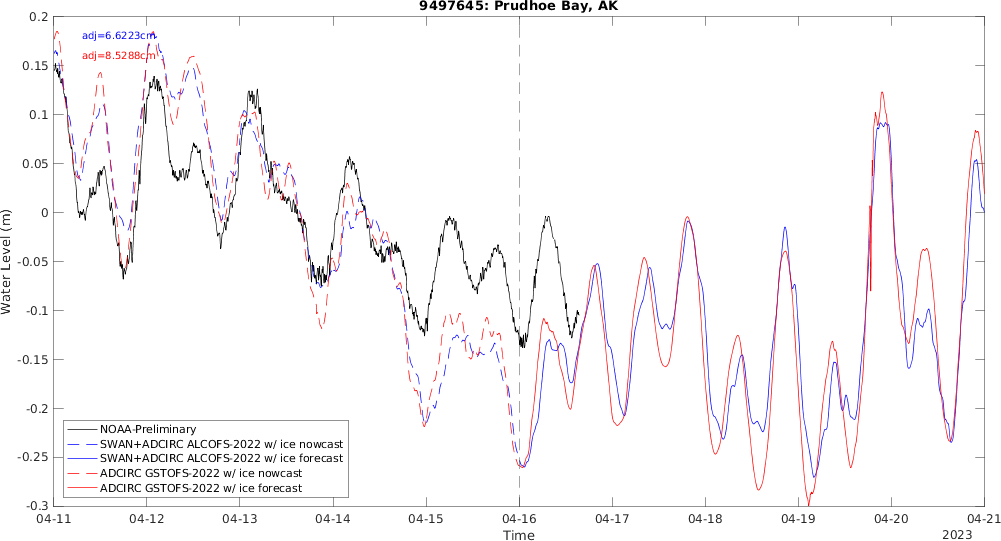 9497645: Prudhoe Bay, AK
0.2
0.15
0.1
0.05
0
-0.05
-0.1
-0.15
-0.2
-0.25
-0.3
Water Level (m)
adj=6.6223cm
adj=8.5288cm
NOAA-Preliminary
SWAN+ADCIRC ALCOFS-2022 w/ ice nowcast
SWAN+ADCIRC ALCOFS-2022 w/ ice forecast
ADCIRC GSTOFS-2022 w/ ice nowcast
ADCIRC GSTOFS-2022 w/ ice forecast
04-11 04-12 04-13 04-14 04-15 04-16 04-17 04-18 04-19 04-20 04-21
Time
2023